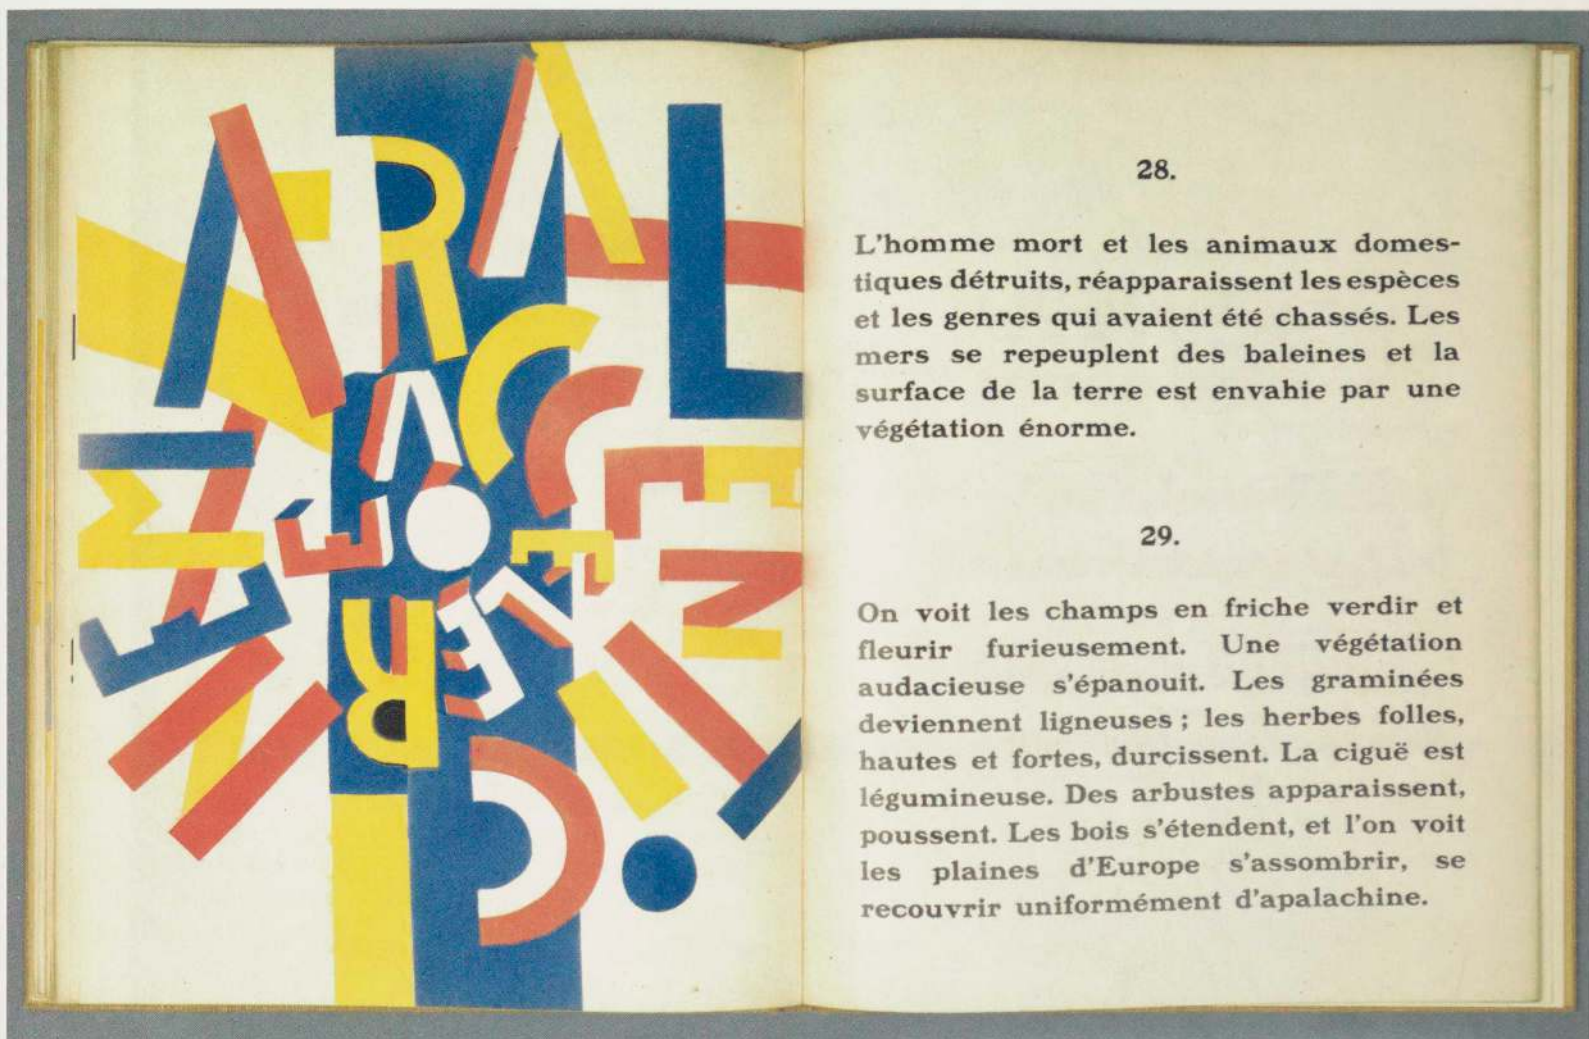 CINEMA RALENTI
ACCÉLÉRÉ
28.
L'homme mort et les animaux domes-
tiques détruits, réapparaissent les espèces
et les genres qui avaient été chassés. Les
mers se repeuplent des baleines et la
surface de la terre est envahie par une
végétation énorme.
29.
On voit les champs en friche verdir et
fleurir furieusement. Une végétation
audacieuse s'épanouit. Les graminées
deviennent ligneuses ; les herbes folles,
hautes et fortes, durcissent. La ciguë est
légumineuse. Des arbustes apparaissent,
poussent. Les bois s'étendent, et l'on voit
les plaines d'Europe s'assombrir, se
recouvrir uniformément d'apalachine.